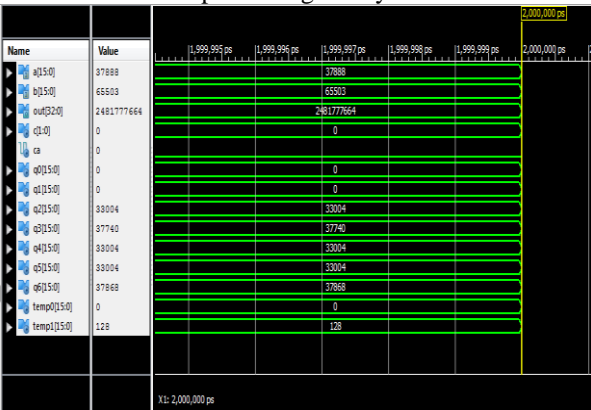 2,000,000 ps
Name Value 1,999,995 ps 1,999,996 ps 1,999,997 ps 1,999,998 ps 1,999,999 ps 2,000,000 ps
a[15:0] 37888 37888
b[15:0] 65503 65503
out[32:0] 2481777664 2481777664
c[1:0] 0 0
ca 0
q0[15:0] 0 0
q1[15:0] 0 0
q2[15:0] 33004 33004
q3[15:0] 37740 37740
q4[15:0] 33004 33004
q5[15:0] 33004 33004
q6[15:0] 37868 37868
temp0[15:0] 0 0
temp1[15:0] 128 128
X1: 2,000,000 ps